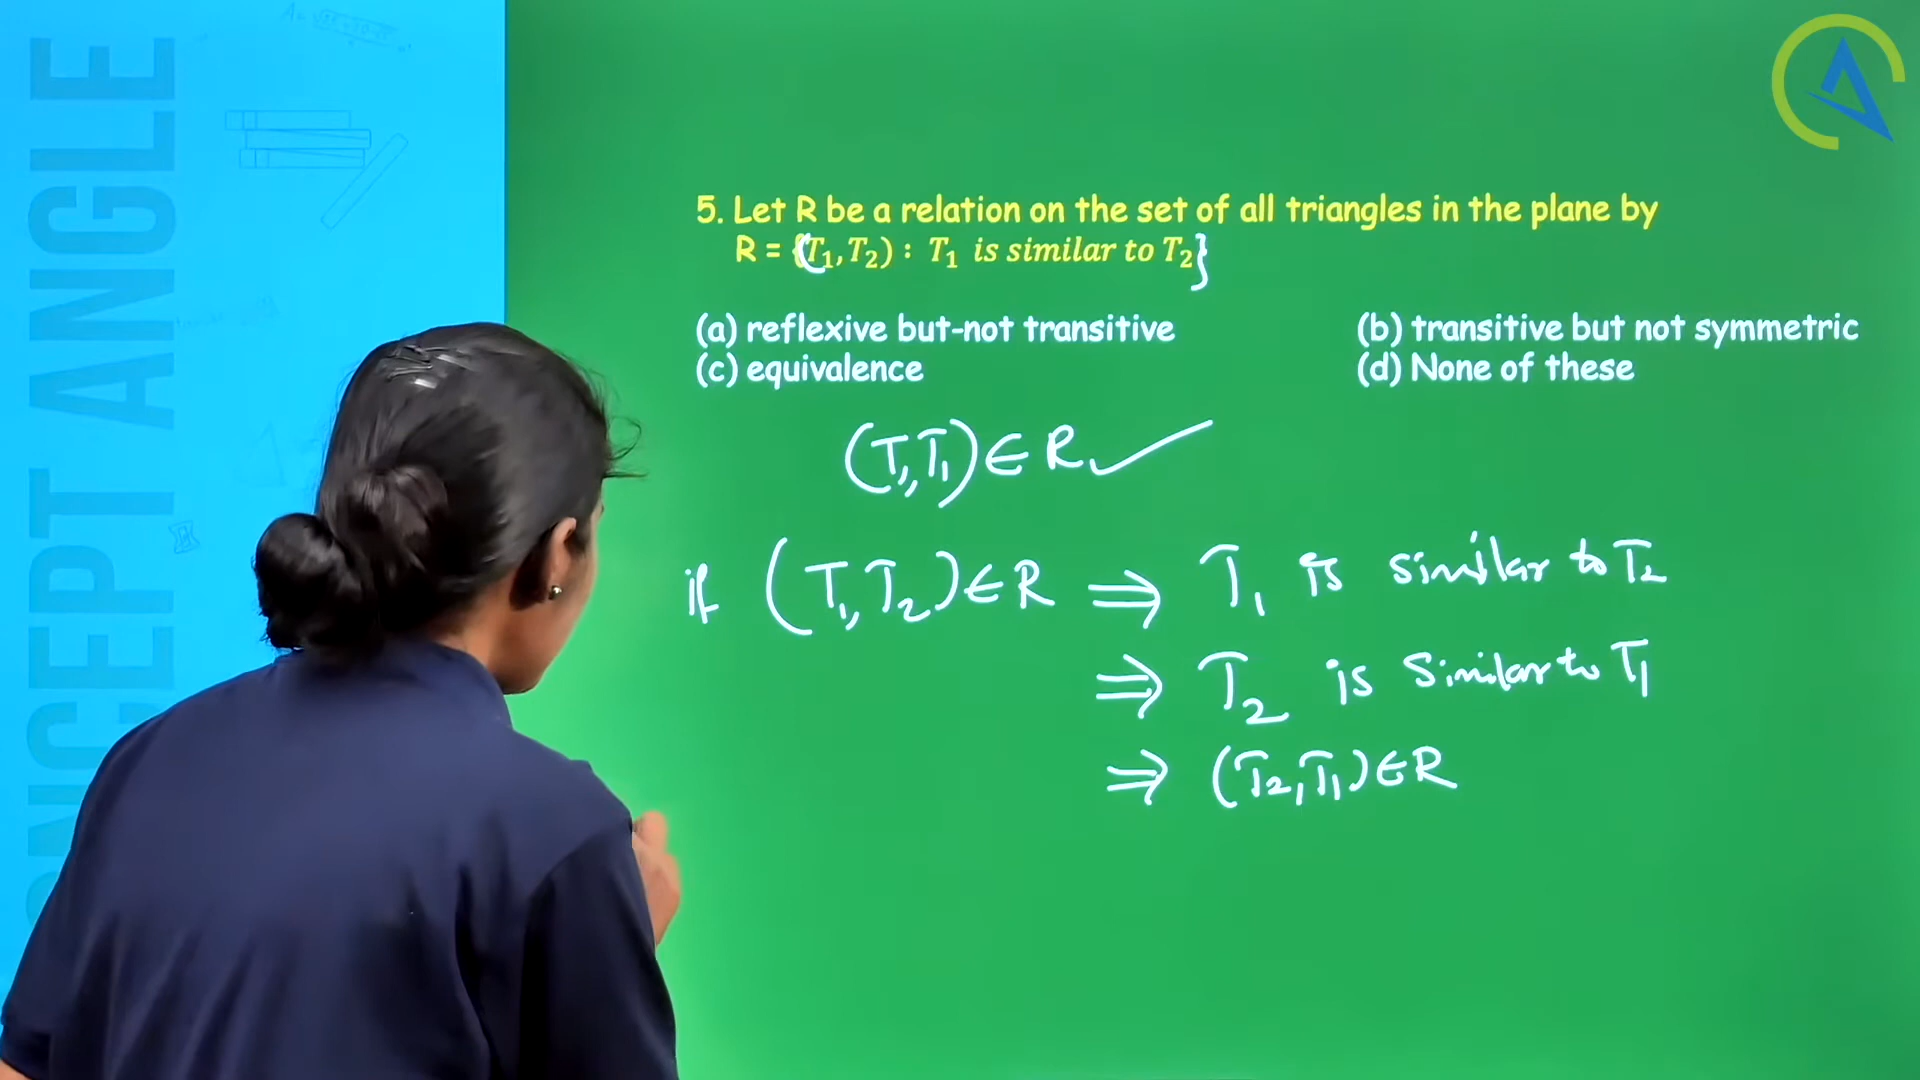 CONCEPT ANGLE
5. Let R be a relation on the set of all triangles in the plane by
R = {(T₁, T₂) : T₁ is similar to T₂}
(a) reflexive but-not transitive
(b) transitive but not symmetric
(c) equivalence
(d) None of these
(T₁, T₁) ∈ R ✓
if (T₁, T₂) ∈ R ⇒ T₁ is similar to T₂
⇒ T₂ is similar to T₁
⇒ (T₂, T₁) ∈ R